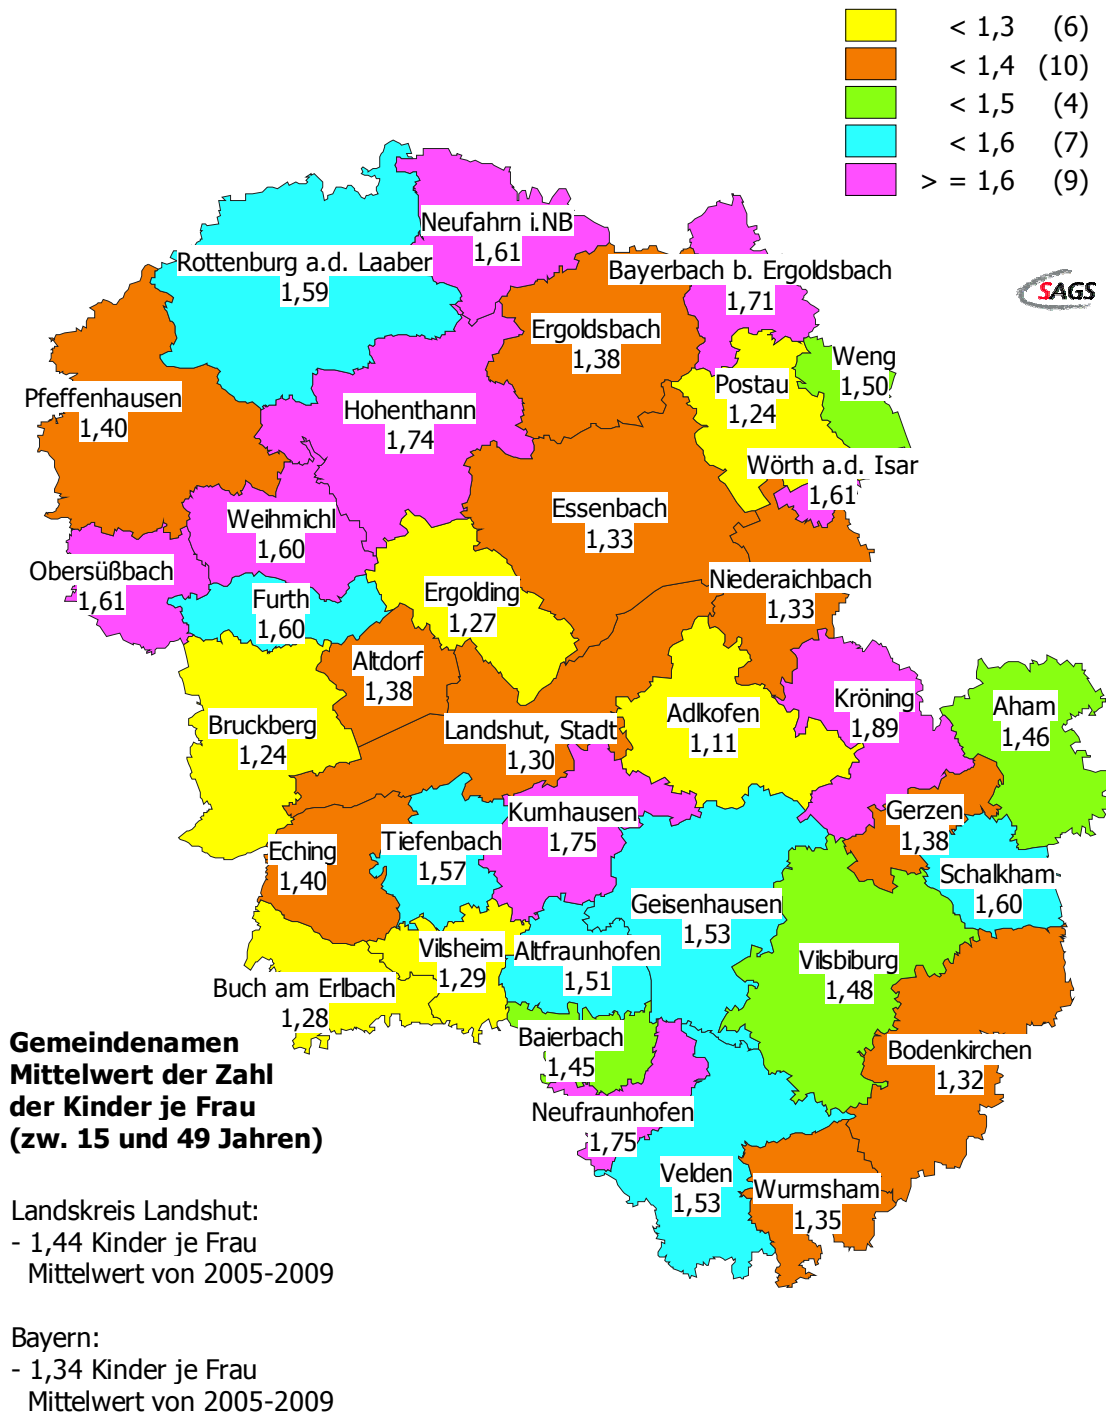 < 1,3 (6)
< 1,4 (10)
< 1,5 (4)
< 1,6 (7)
> = 1,6 (9)
SAGS
Neufahrn i.NB
1,61
Rottenburg a.d. Laaber
1,59
Bayerbach b. Ergoldsbach
1,71
Ergoldsbach
1,38
Weng
1,50
Postau
1,24
Pfeffenhausen
1,40
Hohenthann
1,74
Wörth a.d. Isar
1,61
Essenbach
1,33
Weihmichl
1,60
Obersüßbach
1,61
Niederaichbach
1,33
Furth
1,60
Ergolding
1,27
Altdorf
1,38
Kröning
1,89
Aham
1,46
Bruckberg
1,24
Adlkofen
1,11
Landshut, Stadt
1,30
Kumhausen
1,75
Gerzen
1,38
Eching
1,40
Tiefenbach
1,57
Schalkham
1,60
Geisenhausen
1,53
Vilsheim
1,29
Altfraunhofen
1,51
Vilsbiburg
1,48
Buch am Erlbach
1,28
Baierbach
1,45
Bodenkirchen
1,32
Neufraunhofen
1,75
Velden
1,53
Wurmsham
1,35
Gemeindenamen
Mittelwert der Zahl
der Kinder je Frau
(zw. 15 und 49 Jahren)
Landskreis Landshut:
- 1,44 Kinder je Frau
Mittelwert von 2005-2009
Bayern:
- 1,34 Kinder je Frau
Mittelwert von 2005-2009